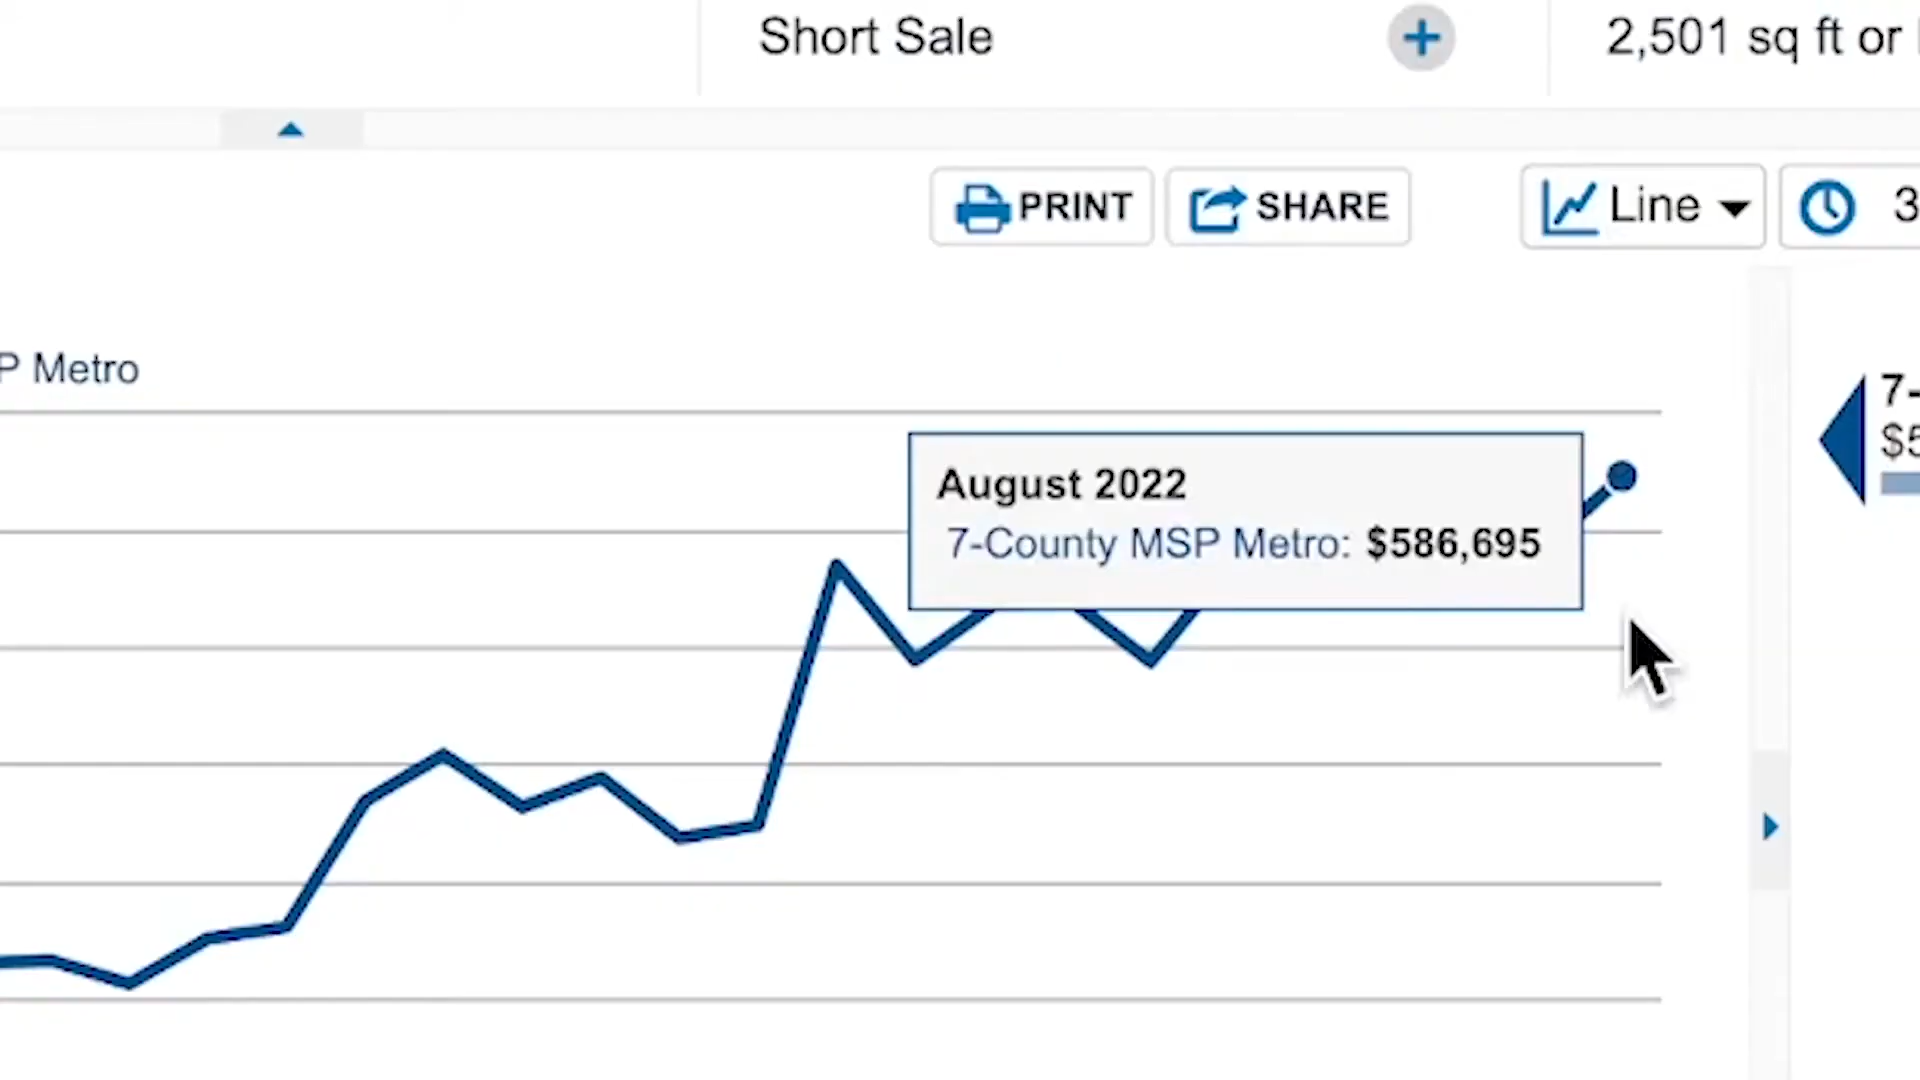 Short Sale
2,501 sq ft or
PRINT
SHARE
Line
3
P Metro
August 2022
7-County MSP Metro: $586,695
7-
$5